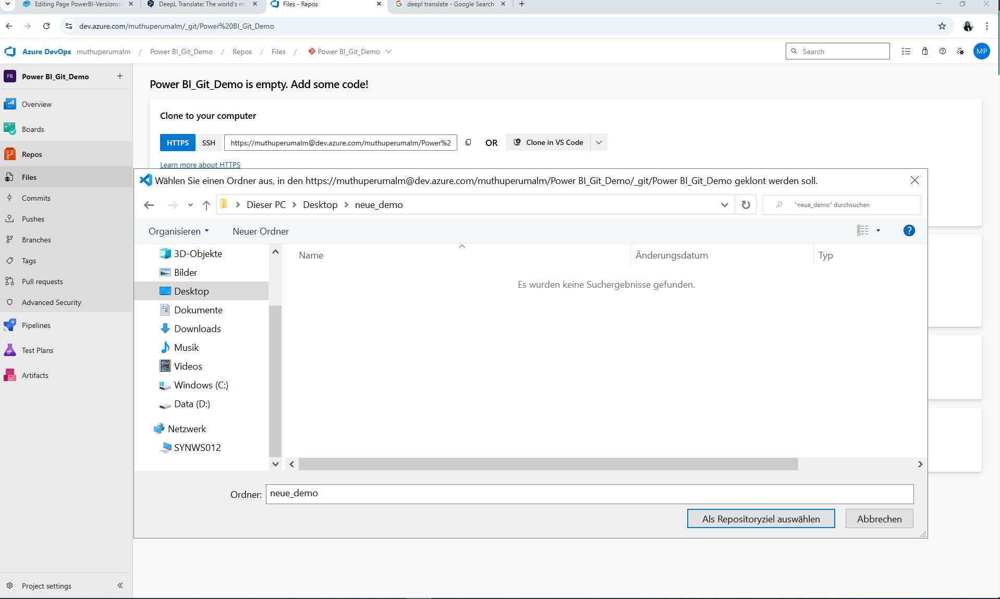 Editing Page PowerBI-Versionsv
DeepL Translate: The world's mo
Files - Repos
deepl translate - Google Search
dev.azure.com/muthuperumalm/_git/Power%20BI_Git_Demo
Azure DevOps muthuperumalm / Power BI_Git_Demo / Repos / Files / Power BI_Git_Demo
Search
MP
PB Power BI_Git_Demo +
Overview
Boards
Repos
Files
Commits
Pushes
Branches
Tags
Pull requests
Advanced Security
Pipelines
Test Plans
Artifacts
Project settings
Power BI_Git_Demo is empty. Add some code!
Clone to your computer
HTTPS SSH https://muthuperumalm@dev.azure.com/muthuperumalm/Power%2 OR Clone in VS Code
Learn more about HTTPS
Wählen Sie einen Ordner aus, in den https://muthuperumalm@dev.azure.com/muthuperumalm/Power BI_Git_Demo/_git/Power BI_Git_Demo geklont werden soll.
Dieser PC > Desktop > neue_demo
"neue_demo" durchsuchen
Organisieren Neuer Ordner
?
3D-Objekte
Bilder
Desktop
Dokumente
Downloads
Musik
Videos
Windows (C:)
Data (D:)
Netzwerk
SYNWS012
Name Änderungsdatum Typ
Es wurden keine Suchergebnisse gefunden.
Ordner: neue_demo
Als Repositoryziel auswählen Abbrechen